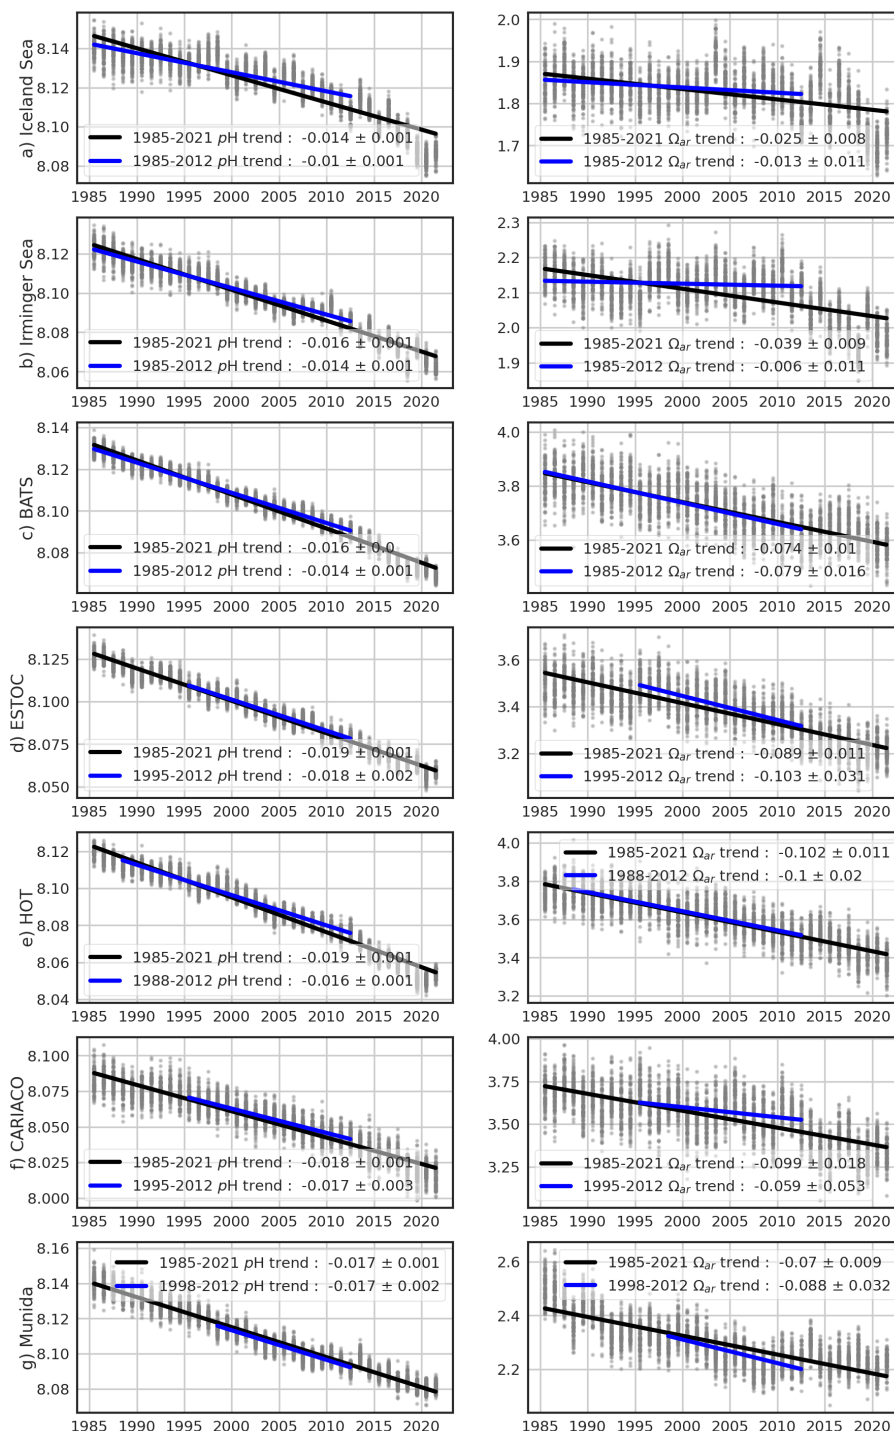 a) Iceland Sea
8.14
8.12
8.10
8.08
1985-2021 pH trend : -0.014 ± 0.001
1985-2012 pH trend : -0.01 ± 0.001
1985 1990 1995 2000 2005 2010 2015 2020
2.0
1.9
1.8
1.7
1985-2021 Ωar trend : -0.025 ± 0.008
1985-2012 Ωar trend : -0.013 ± 0.011
1985 1990 1995 2000 2005 2010 2015 2020
b) Irminger Sea
8.12
8.10
8.08
8.06
1985-2021 pH trend : -0.016 ± 0.001
1985-2012 pH trend : -0.014 ± 0.001
1985 1990 1995 2000 2005 2010 2015 2020
2.3
2.2
2.1
2.0
1.9
1985-2021 Ωar trend : -0.039 ± 0.009
1985-2012 Ωar trend : -0.006 ± 0.011
1985 1990 1995 2000 2005 2010 2015 2020
c) BATS
8.14
8.12
8.10
8.08
1985-2021 pH trend : -0.016 ± 0.0
1985-2012 pH trend : -0.014 ± 0.001
1985 1990 1995 2000 2005 2010 2015 2020
4.0
3.8
3.6
1985-2021 Ωar trend : -0.074 ± 0.01
1985-2012 Ωar trend : -0.079 ± 0.016
1985 1990 1995 2000 2005 2010 2015 2020
d) ESTOC
8.125
8.100
8.075
8.050
1985-2021 pH trend : -0.019 ± 0.001
1995-2012 pH trend : -0.018 ± 0.002
1985 1990 1995 2000 2005 2010 2015 2020
3.6
3.4
3.2
1985-2021 Ωar trend : -0.089 ± 0.011
1995-2012 Ωar trend : -0.103 ± 0.031
1985 1990 1995 2000 2005 2010 2015 2020
e) HOT
8.12
8.10
8.08
8.06
8.04
1985-2021 pH trend : -0.019 ± 0.001
1988-2012 pH trend : -0.016 ± 0.001
1985 1990 1995 2000 2005 2010 2015 2020
4.0
3.8
3.6
3.4
3.2
1985-2021 Ωar trend : -0.102 ± 0.011
1988-2012 Ωar trend : -0.1 ± 0.02
1985 1990 1995 2000 2005 2010 2015 2020
f) CARIACO
8.100
8.075
8.050
8.025
8.000
1985-2021 pH trend : -0.018 ± 0.001
1995-2012 pH trend : -0.017 ± 0.003
1985 1990 1995 2000 2005 2010 2015 2020
4.00
3.75
3.50
3.25
1985-2021 Ωar trend : -0.099 ± 0.018
1995-2012 Ωar trend : -0.059 ± 0.053
1985 1990 1995 2000 2005 2010 2015 2020
g) Munida
8.16
8.14
8.12
8.10
8.08
1985-2021 pH trend : -0.017 ± 0.001
1998-2012 pH trend : -0.017 ± 0.002
1985 1990 1995 2000 2005 2010 2015 2020
2.6
2.4
2.2
1985-2021 Ωar trend : -0.07 ± 0.009
1998-2012 Ωar trend : -0.088 ± 0.032
1985 1990 1995 2000 2005 2010 2015 2020